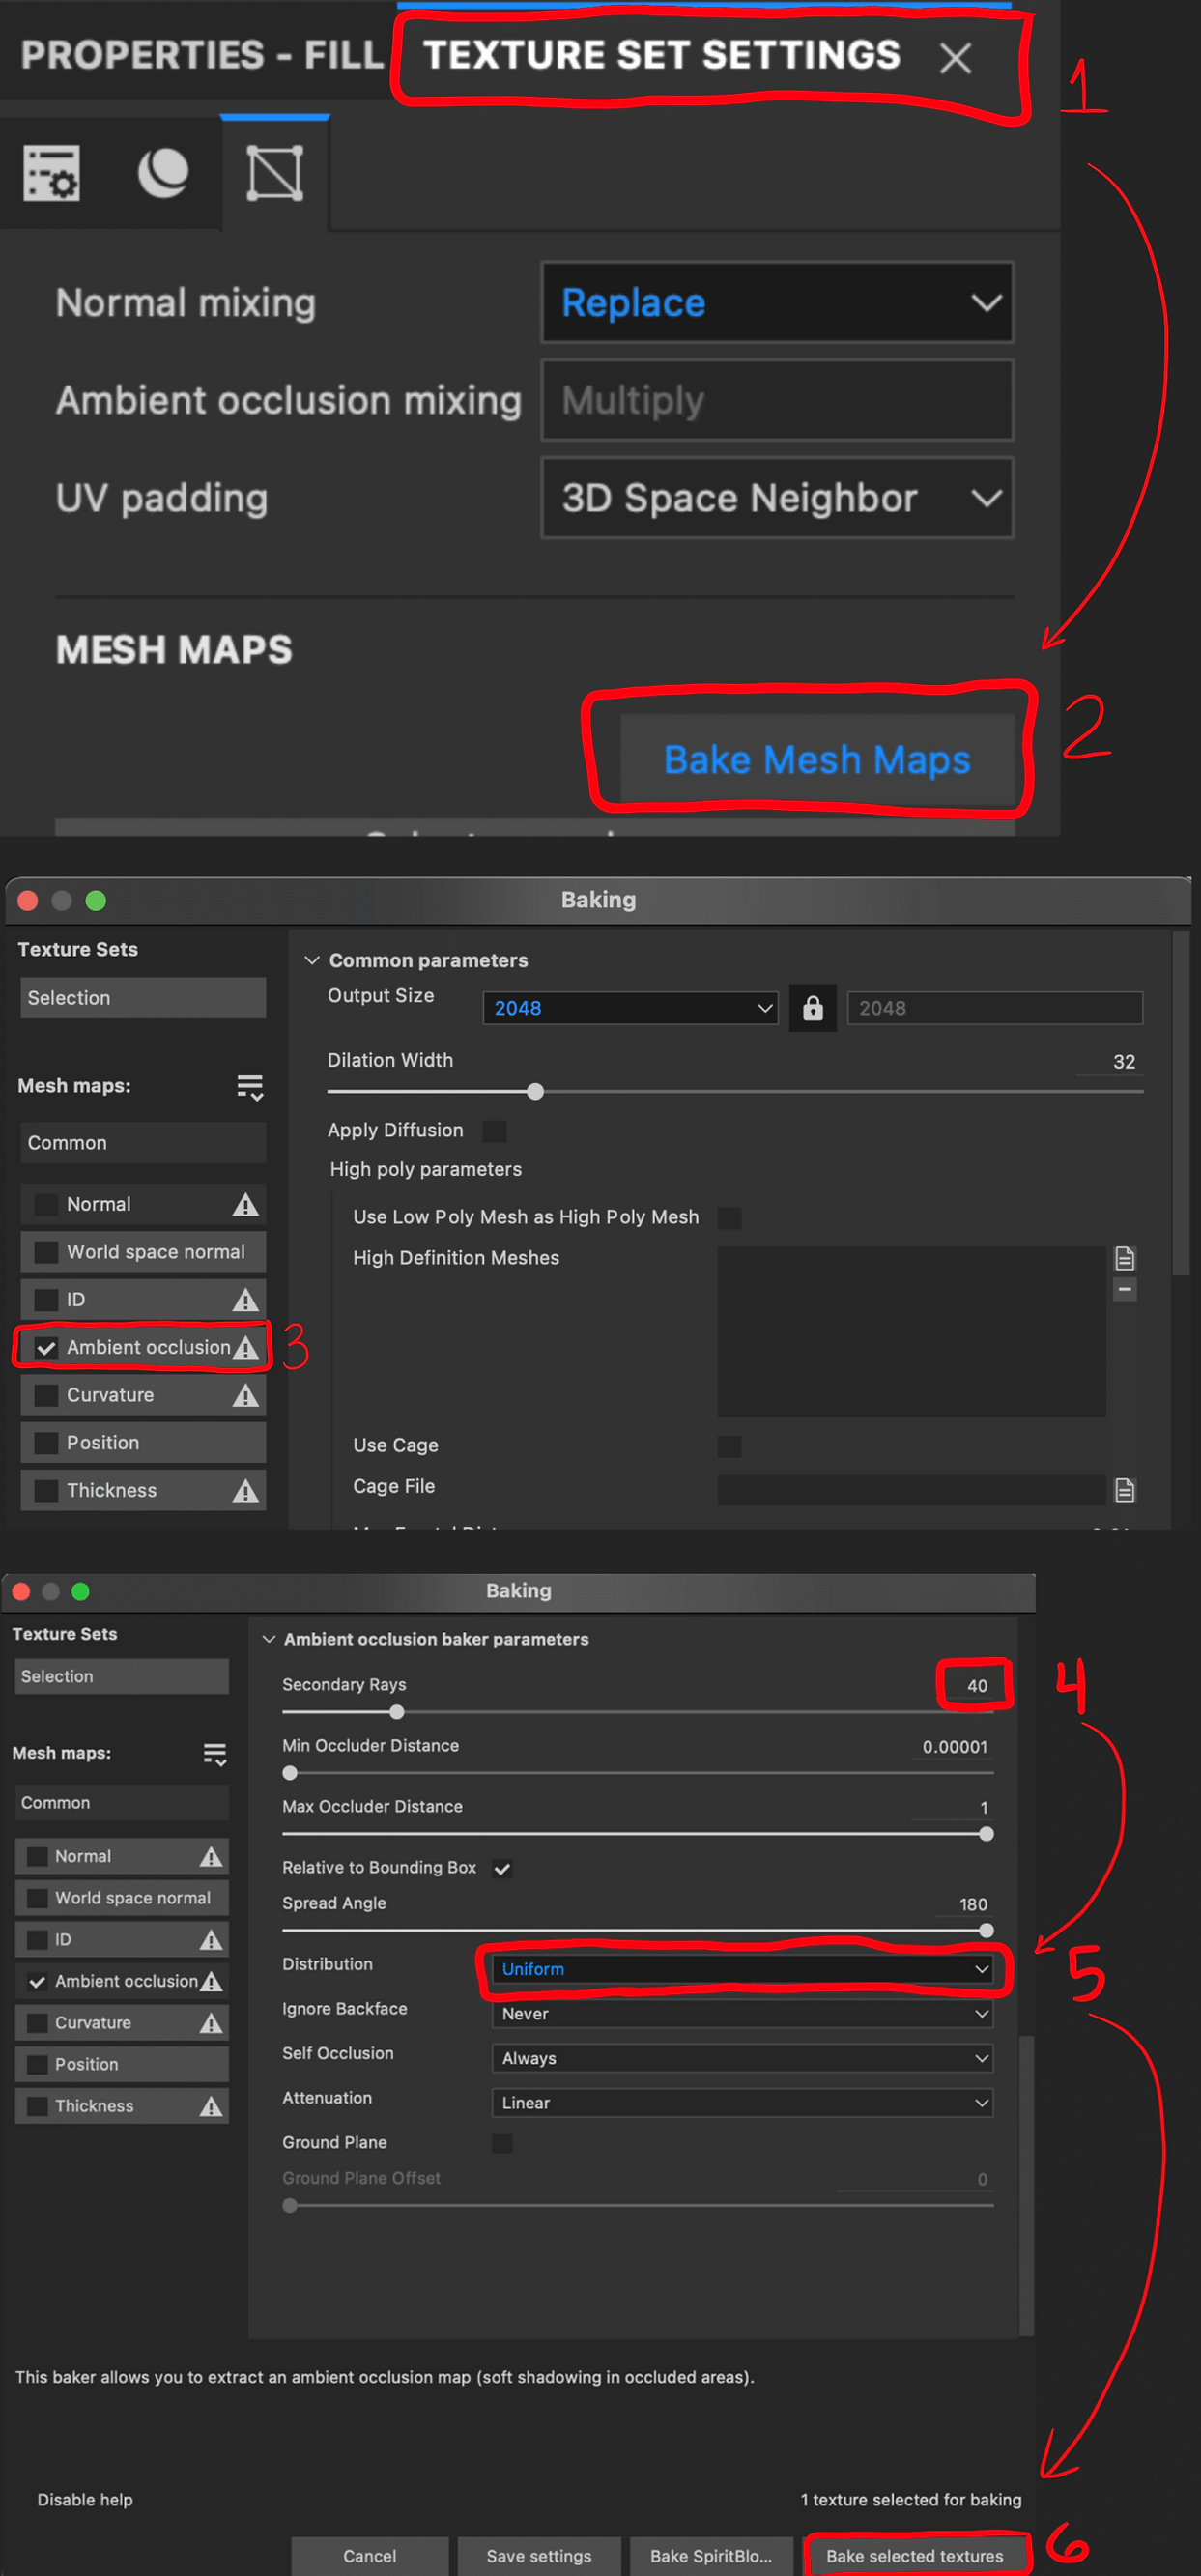 PROPERTIES - FILL TEXTURE SET SETTINGS
1
Normal mixing Replace
Ambient occlusion mixing Multiply
UV padding 3D Space Neighbor
MESH MAPS
Bake Mesh Maps
2
Baking
Texture Sets
Selection
Mesh maps:
Common
Normal
World space normal
ID
Ambient occlusion
3
Curvature
Position
Thickness
Common parameters
Output Size 2048 2048
Dilation Width 32
Apply Diffusion
High poly parameters
Use Low Poly Mesh as High Poly Mesh
High Definition Meshes
Use Cage
Cage File
Baking
Texture Sets
Selection
Mesh maps:
Common
Normal
World space normal
ID
Ambient occlusion
Curvature
Position
Thickness
Ambient occlusion baker parameters
Secondary Rays 40
4
Min Occluder Distance 0.00001
Max Occluder Distance 1
Relative to Bounding Box
Spread Angle 180
Distribution Uniform
5
Ignore Backface Never
Self Occlusion Always
Attenuation Linear
Ground Plane
Ground Plane Offset 0
This baker allows you to extract an ambient occlusion map (soft shadowing in occluded areas).
Disable help 1 texture selected for baking
Cancel Save settings Bake SpiritBlo... Bake selected textures
6